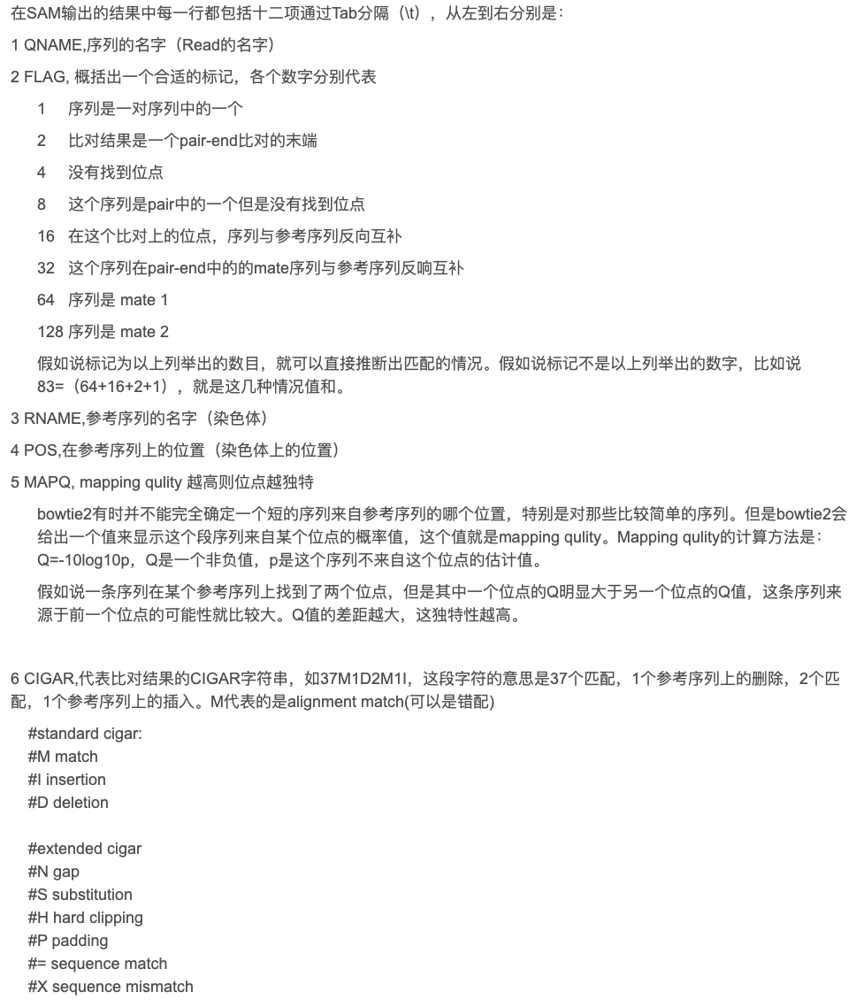 在SAM输出的结果中每一行都包括十二项通过Tab分隔（\t），从左到右分别是：
1 QNAME,序列的名字（Read的名字）
2 FLAG, 概括出一个合适的标记，各个数字分别代表
1 序列是一对序列中的一个
2 比对结果是一个pair-end比对的末端
4 没有找到位点
8 这个序列是pair中的一个但是没有找到位点
16 在这个比对上的位点，序列与参考序列反向互补
32 这个序列在pair-end中的的mate序列与参考序列反响互补
64 序列是 mate 1
128 序列是 mate 2
假如说标记为以上列举出的数目，就可以直接推断出匹配的情况。假如说标记不是以上列举出的数字，比如说
83=（64+16+2+1），就是这几种情况值和。
3 RNAME,参考序列的名字（染色体）
4 POS,在参考序列上的位置（染色体上的位置）
5 MAPQ, mapping qulity 越高则位点越独特
bowtie2有时并不能完全确定一个短的序列来自参考序列的哪个位置，特别是对那些比较简单的序列。但是bowtie2会
给出一个值来显示这个段序列来自某个位点的概率值，这个值就是mapping qulity。Mapping qulity的计算方法是：
Q=-10log10p，Q是一个非负值，p是这个序列不来自这个位点的估计值。
假如说一条序列在某个参考序列上找到了两个位点，但是其中一个位点的Q明显大于另一个位点的Q值，这条序列来
源于前一个位点的可能性就比较大。Q值的差距越大，这独特性越高。
6 CIGAR,代表比对结果的CIGAR字符串，如37M1D2M1I，这段字符的意思是37个匹配，1个参考序列上的删除，2个匹
配，1个参考序列上的插入。M代表的是alignment match(可以是错配)
#standard cigar:
#M match
#I insertion
#D deletion
#extended cigar
#N gap
#S substitution
#H hard clipping
#P padding
#= sequence match
#X sequence mismatch